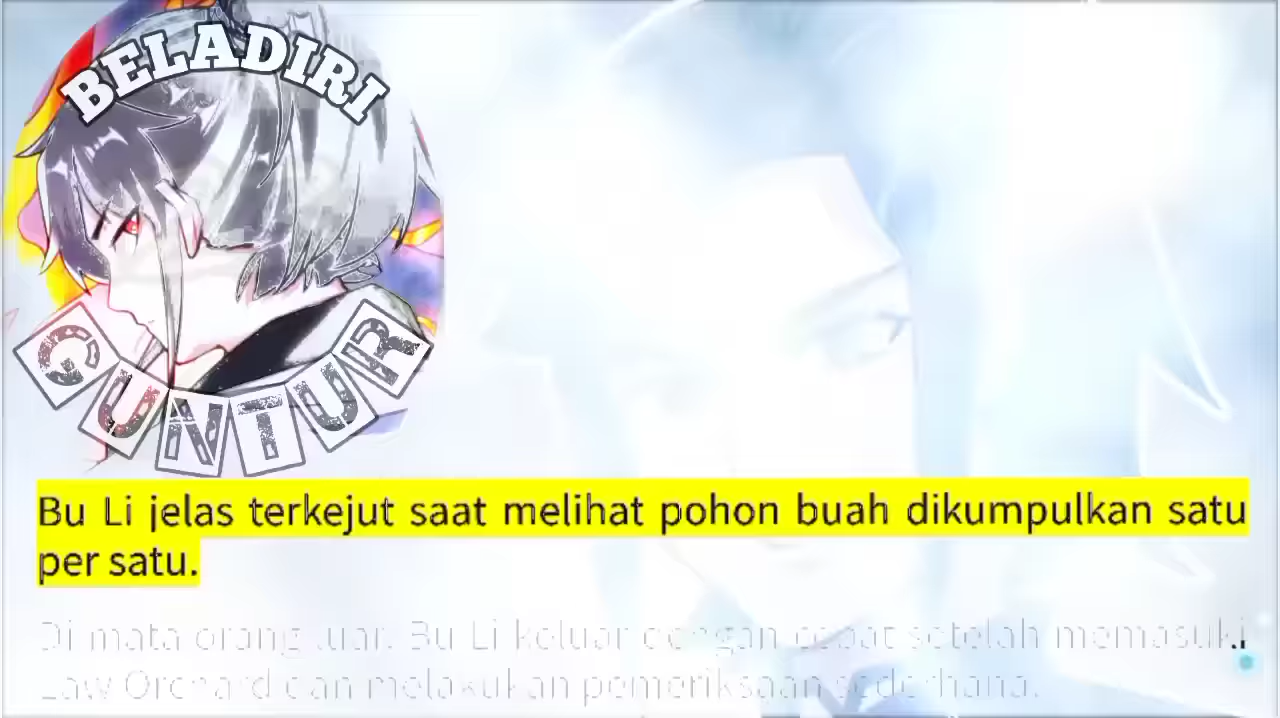 BELADIRI
GUNTUR
Bu Li jelas terkejut saat melihat pohon buah dikumpulkan satu
per satu.
Di mata orang luar, Bu Li keluar dengan cepat setelah memasuki
Law Orchard dan melakukan pemeriksaan sederhana.